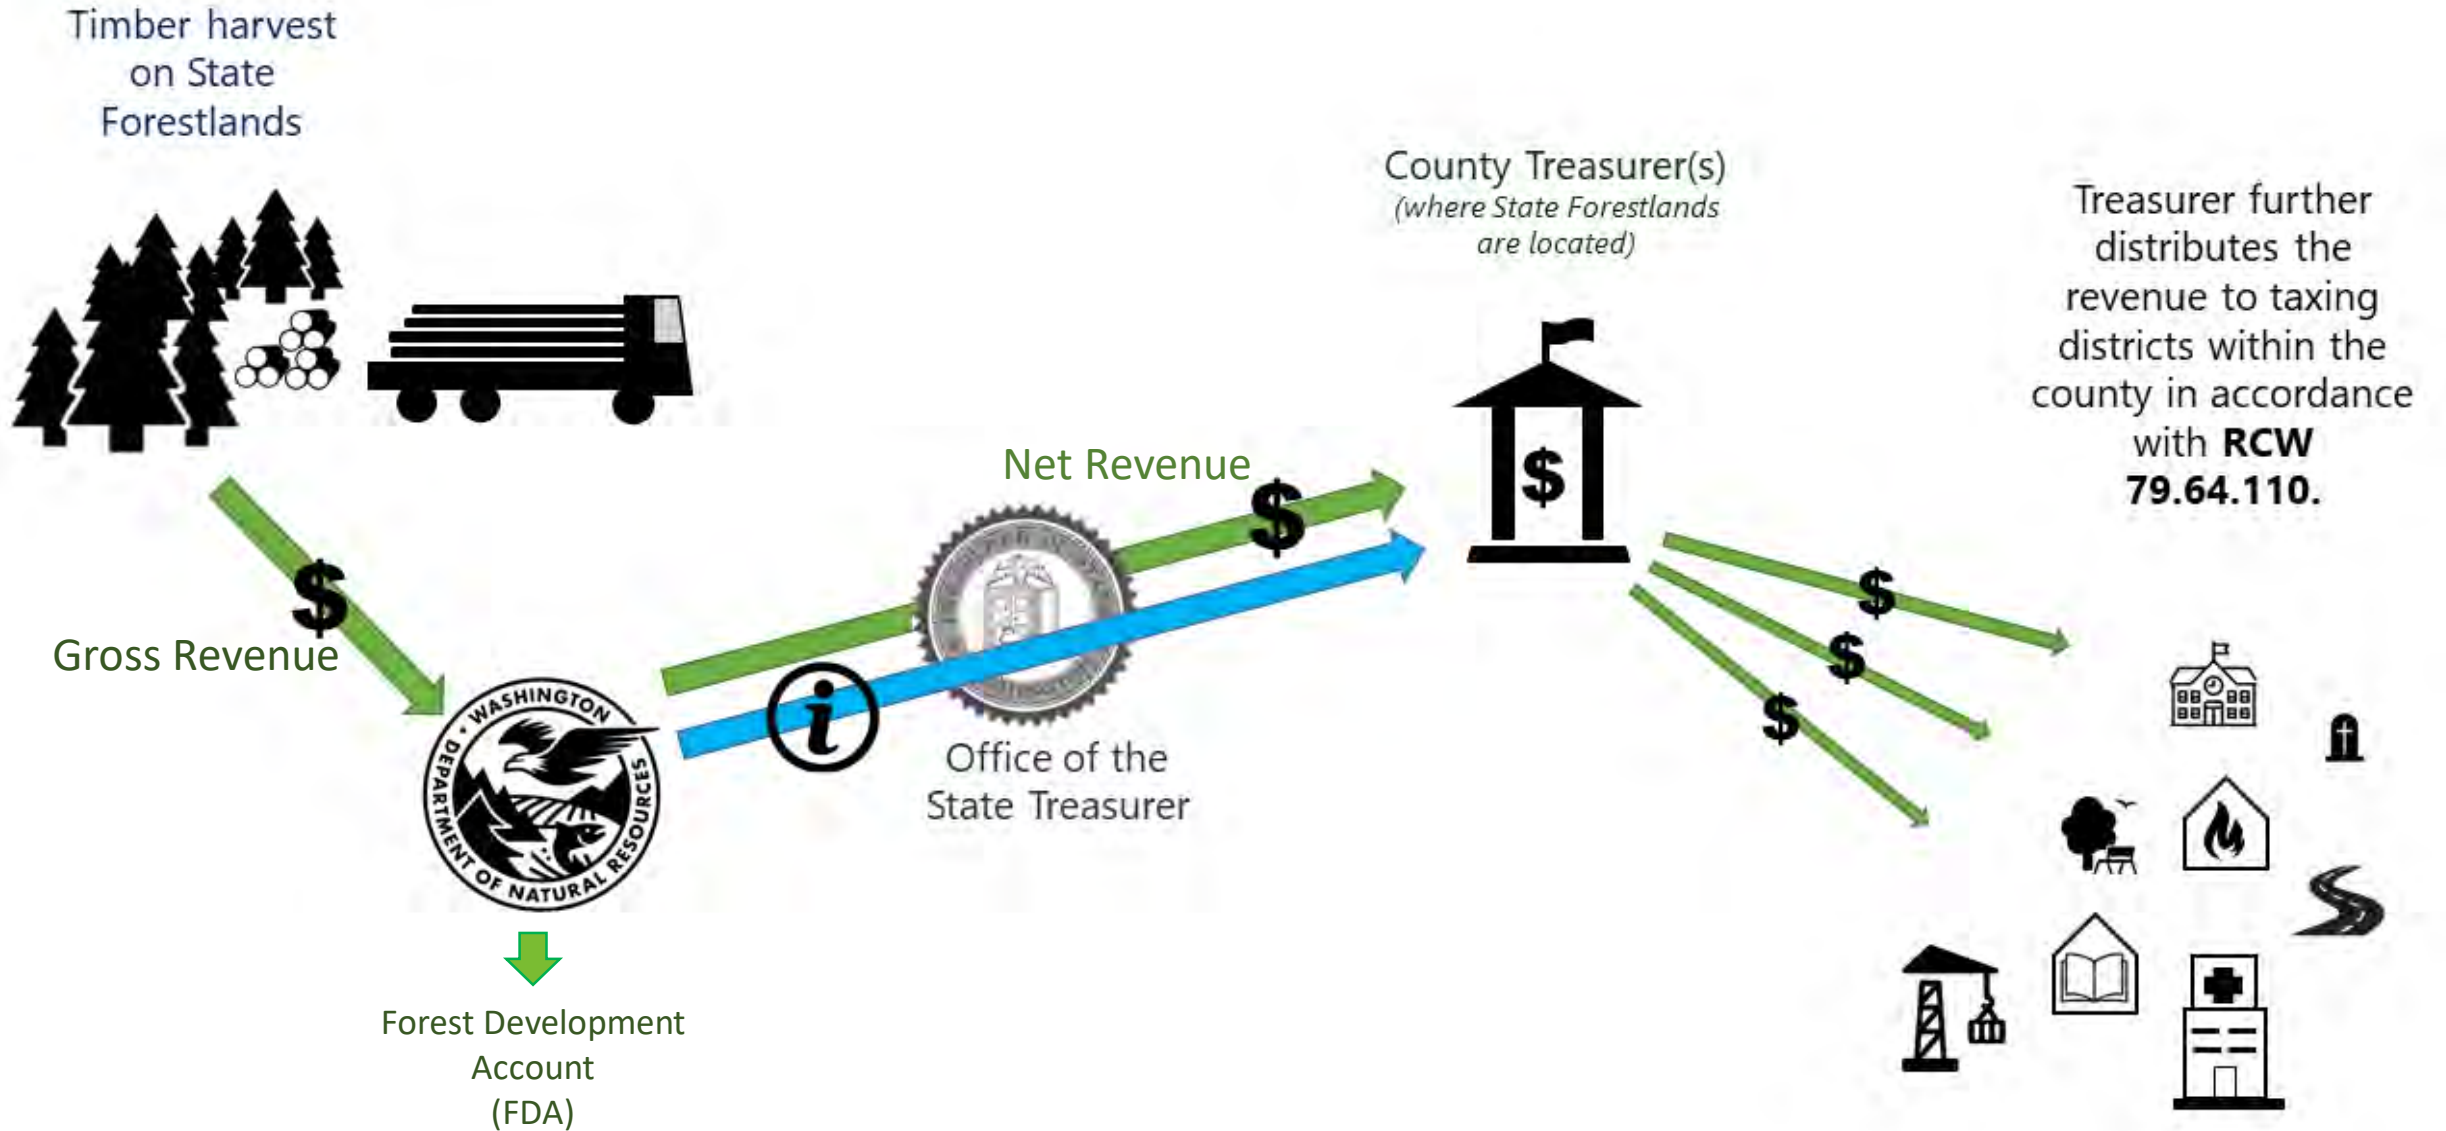 Timber harvest
on State
Forestlands
County Treasurer(s)
(where State Forestlands
are located)
Treasurer further
distributes the
revenue to taxing
districts within the
county in accordance
with RCW
79.64.110.
$
Net Revenue
$
$
Gross Revenue
$
$
$
i
WASHINGTON
DEPARTMENT OF NATURAL RESOURCES
Office of the
State Treasurer
Forest Development
Account
(FDA)